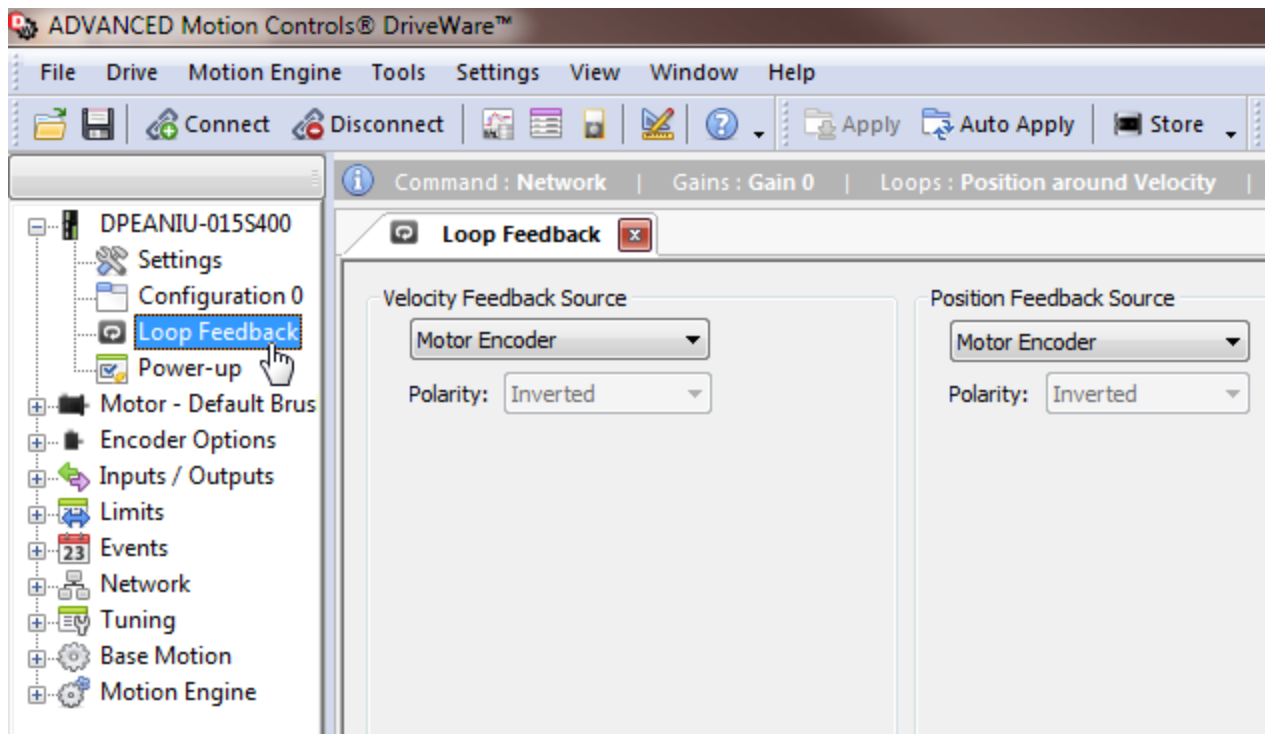 ADVANCED Motion Controls® DriveWare™
File Drive Motion Engine Tools Settings View Window Help
Connect Disconnect Apply Auto Apply Store
Command : Network | Gains : Gain 0 | Loops : Position around Velocity |
DPEANIU-015S400
Settings
Configuration 0
Loop Feedback
Power-up
Motor - Default Brus
Encoder Options
Inputs / Outputs
Limits
23 Events
Network
Tuning
Base Motion
Motion Engine
Loop Feedback
Velocity Feedback Source
Motor Encoder
Polarity: Inverted
Position Feedback Source
Motor Encoder
Polarity: Inverted